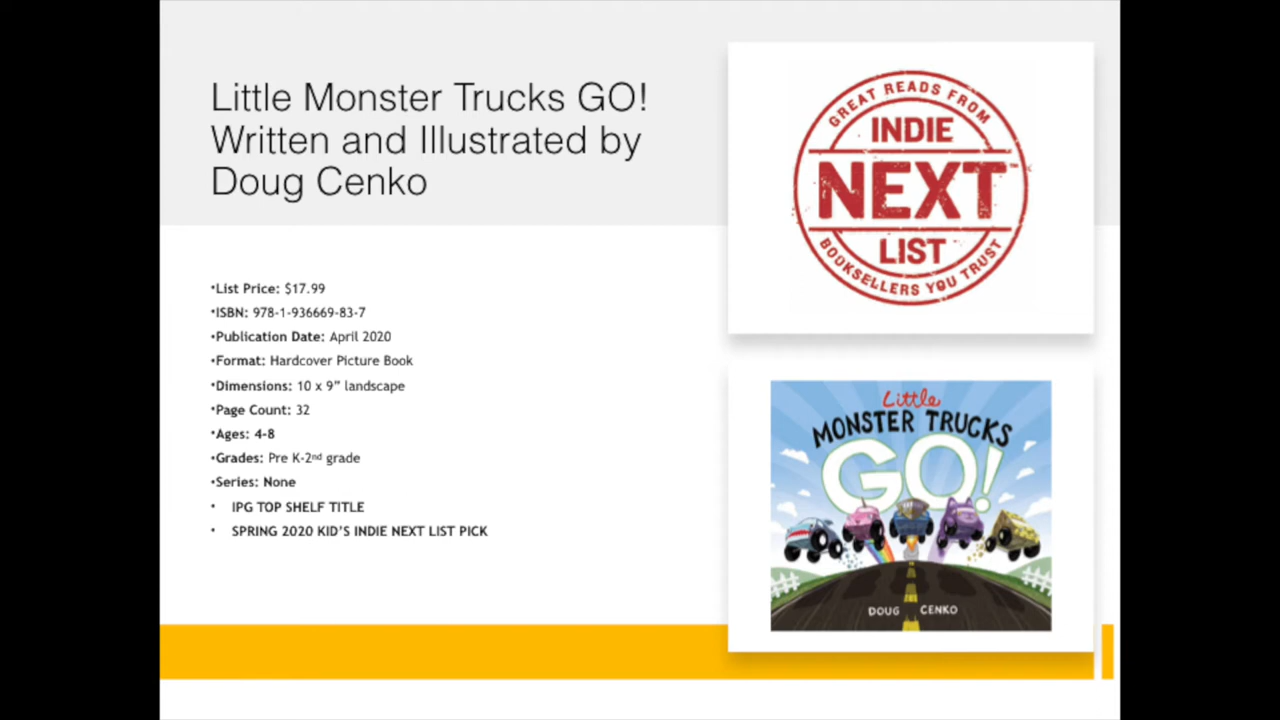 Little Monster Trucks GO!
Written and Illustrated by
Doug Cenko
•List Price: $17.99
•ISBN: 978-1-936669-83-7
•Publication Date: April 2020
•Format: Hardcover Picture Book
•Dimensions: 10 x 9” landscape
•Page Count: 32
•Ages: 4-8
•Grades: Pre K-2nd grade
•Series: None
• IPG TOP SHELF TITLE
• SPRING 2020 KID’S INDIE NEXT LIST PICK
GREAT READS FROM
INDIE
NEXT
LIST
BOOKSELLERS YOU TRUST
Little
MONSTER TRUCKS
GO!
DOUG CENKO